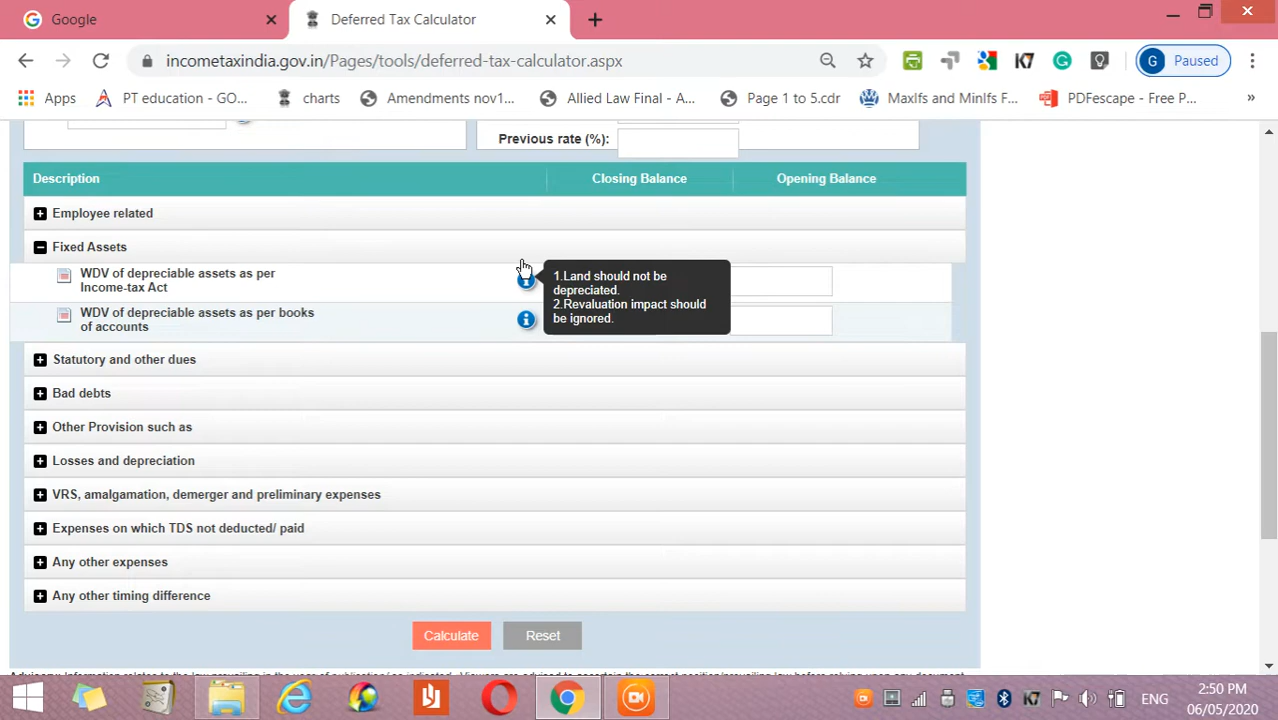 Google
Deferred Tax Calculator
incometaxindia.gov.in/Pages/tools/deferred-tax-calculator.aspx
K7
G Paused
Apps
PT education - GO...
charts
Amendments nov1...
Allied Law Final - A...
Page 1 to 5.cdr
MaxIfs and MinIfs F...
PDFescape - Free P...
»
Previous rate (%):
Description Closing Balance Opening Balance
Employee related
Fixed Assets
WDV of depreciable assets as per
Income-tax Act
1.Land should not be
depreciated.
2.Revaluation impact should
be ignored.
WDV of depreciable assets as per books
of accounts
Statutory and other dues
Bad debts
Other Provision such as
Losses and depreciation
VRS, amalgamation, demerger and preliminary expenses
Expenses on which TDS not deducted/ paid
Any other expenses
Any other timing difference
Calculate Reset
ENG
2:50 PM
06/05/2020